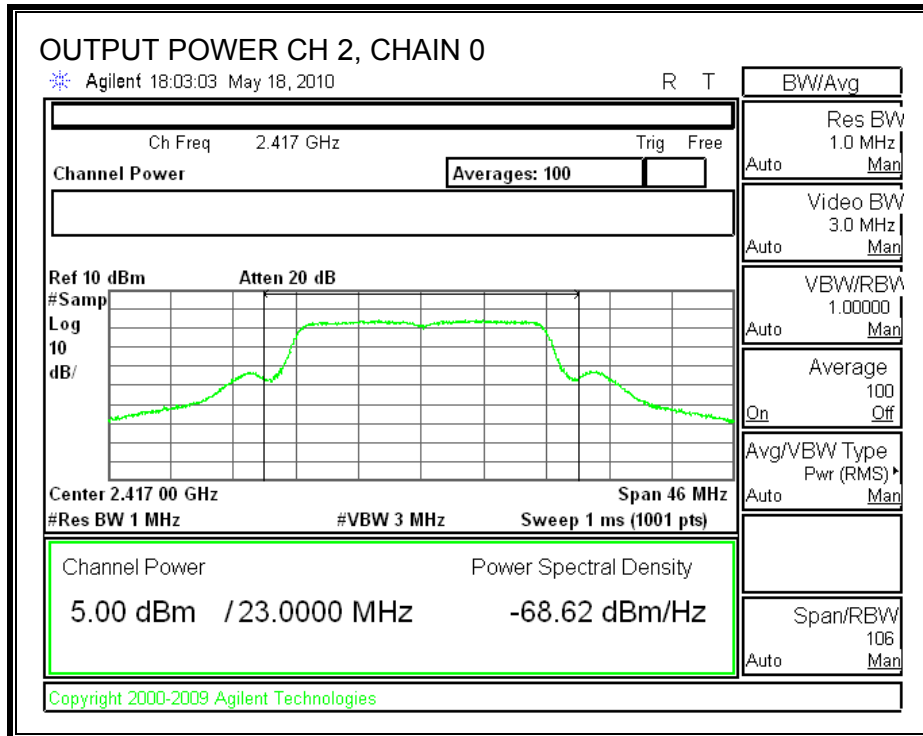 OUTPUT POWER CH 2, CHAIN 0
Agilent 18:03:03 May 18, 2010 R T
BW/Avg
Ch Freq 2.417 GHz Trig Free
Channel Power Averages: 100
Ref 10 dBm Atten 20 dB
#Samp
Log
10
dB/
Center 2.417 00 GHz Span 46 MHz
#Res BW 1 MHz #VBW 3 MHz Sweep 1 ms (1001 pts)
Channel Power Power Spectral Density
5.00 dBm / 23.0000 MHz -68.62 dBm/Hz
Copyright 2000-2009 Agilent Technologies
Res BW
1.0 MHz
Auto Man
Video BW
3.0 MHz
Auto Man
VBW/RBW
1.00000
Auto Man
Average
100
On Off
Avg/VBW Type
Pwr (RMS)
Auto Man
Span/RBW
106
Auto Man